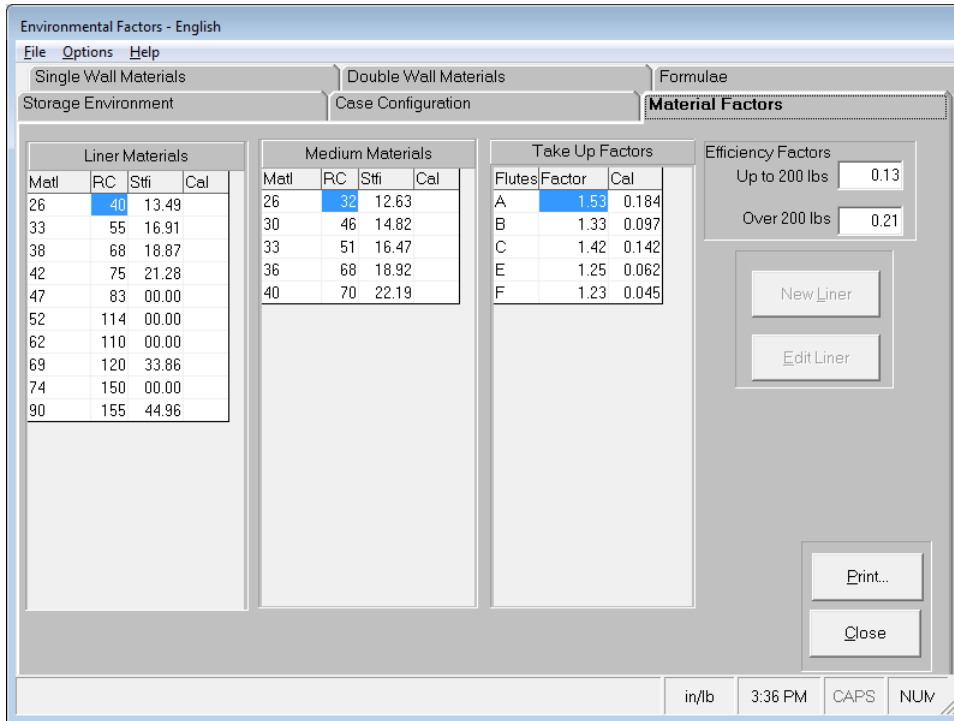 Environmental Factors - English
File Options Help
Single Wall Materials Double Wall Materials Formulae
Storage Environment Case Configuration Material Factors
Liner Materials
Matl RC Stfi Cal
26 40 13.49
33 55 16.91
38 68 18.87
42 75 21.28
47 83 00.00
52 114 00.00
62 110 00.00
69 120 33.86
74 150 00.00
90 155 44.96
Medium Materials
Matl RC Stfi Cal
26 32 12.63
30 46 14.82
33 51 16.47
36 68 18.92
40 70 22.19
Take Up Factors
Flutes Factor Cal
A 1.53 0.184
B 1.33 0.097
C 1.42 0.142
E 1.25 0.062
F 1.23 0.045
Efficiency Factors
Up to 200 lbs 0.13
Over 200 lbs 0.21
New Liner
Edit Liner
Print...
Close
in/lb 3:36 PM CAPS NUM